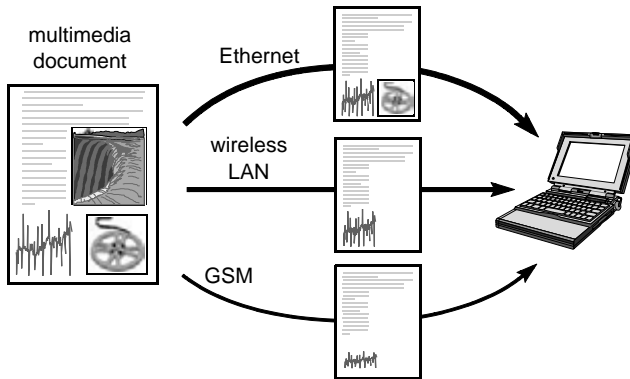 multimedia
document
Ethernet
wireless
LAN
GSM